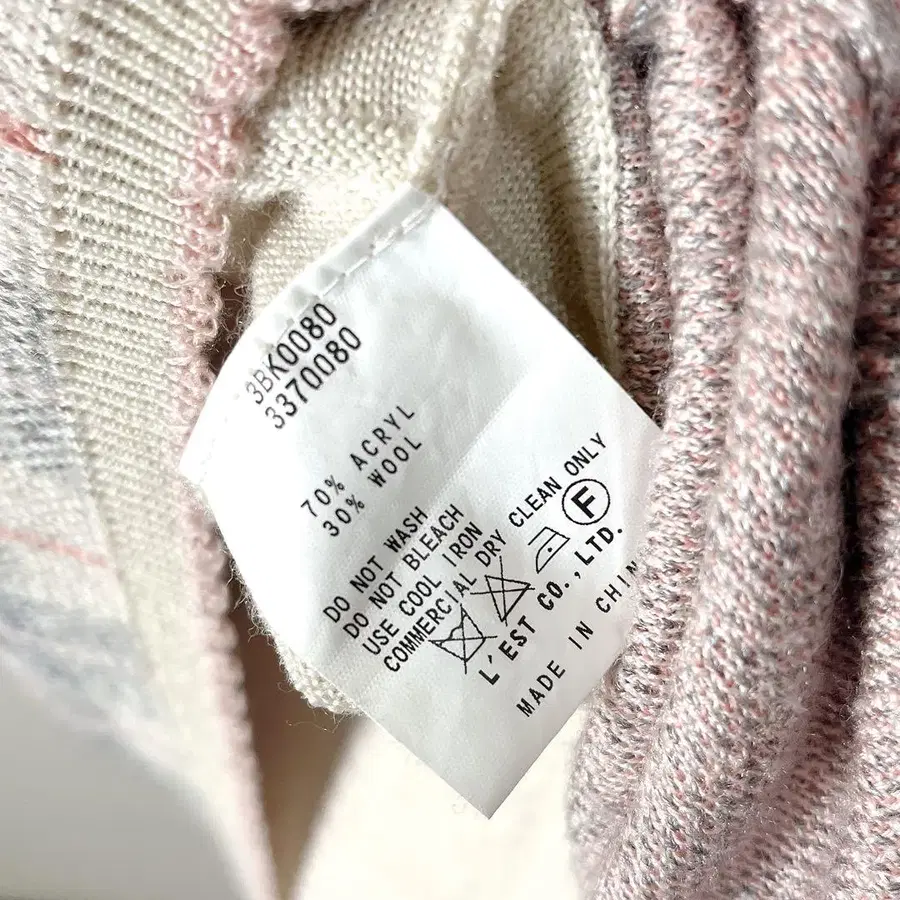 3BK0080
3370080
70% ACRYL
30% WOOL
DO NOT WASH
DO NOT BLEACH
USE COOL IRON
COMMERCIAL DRY CLEAN ONLY
F
L'EST CO.,LTD.
MADE IN CHIN